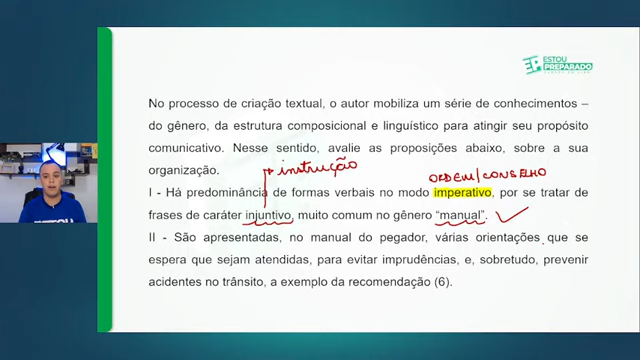 ESTOU
PREPARADO
No processo de criação textual, o autor mobiliza um série de conhecimentos –
do gênero, da estrutura composicional e linguístico para atingir seu propósito
comunicativo. Nesse sentido, avalie as proposições abaixo, sobre a sua
organização.
instrução
ORDEM/CONSELHO
I - Há predominância de formas verbais no modo imperativo, por se tratar de
frases de caráter injuntivo, muito comum no gênero “manual”.
II - São apresentadas, no manual do pegador, várias orientações que se
espera que sejam atendidas, para evitar imprudências, e, sobretudo, prevenir
acidentes no trânsito, a exemplo da recomendação (6).